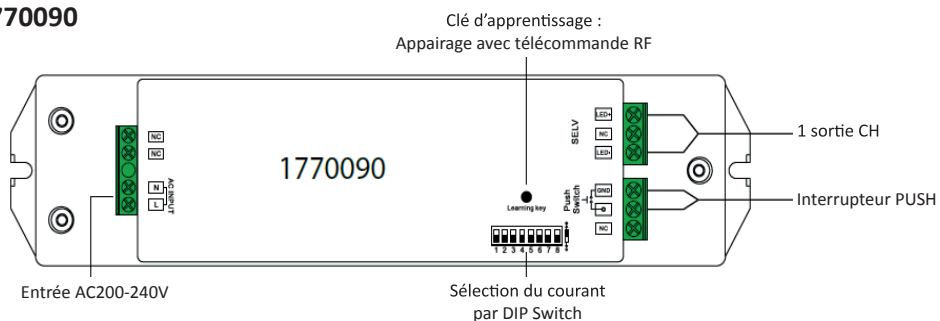 770090
Clé d'apprentissage :
Appairage avec télécommande RF
NC
NC
N
L
AC INPUT
1770090
Learning key
1 2 3 4 5 6 7 8
SELV
LED+
NC
LED-
Push
Switch
GND
NC
1 sortie CH
Interrupteur PUSH
Entrée AC200-240V
Sélection du courant
par DIP Switch